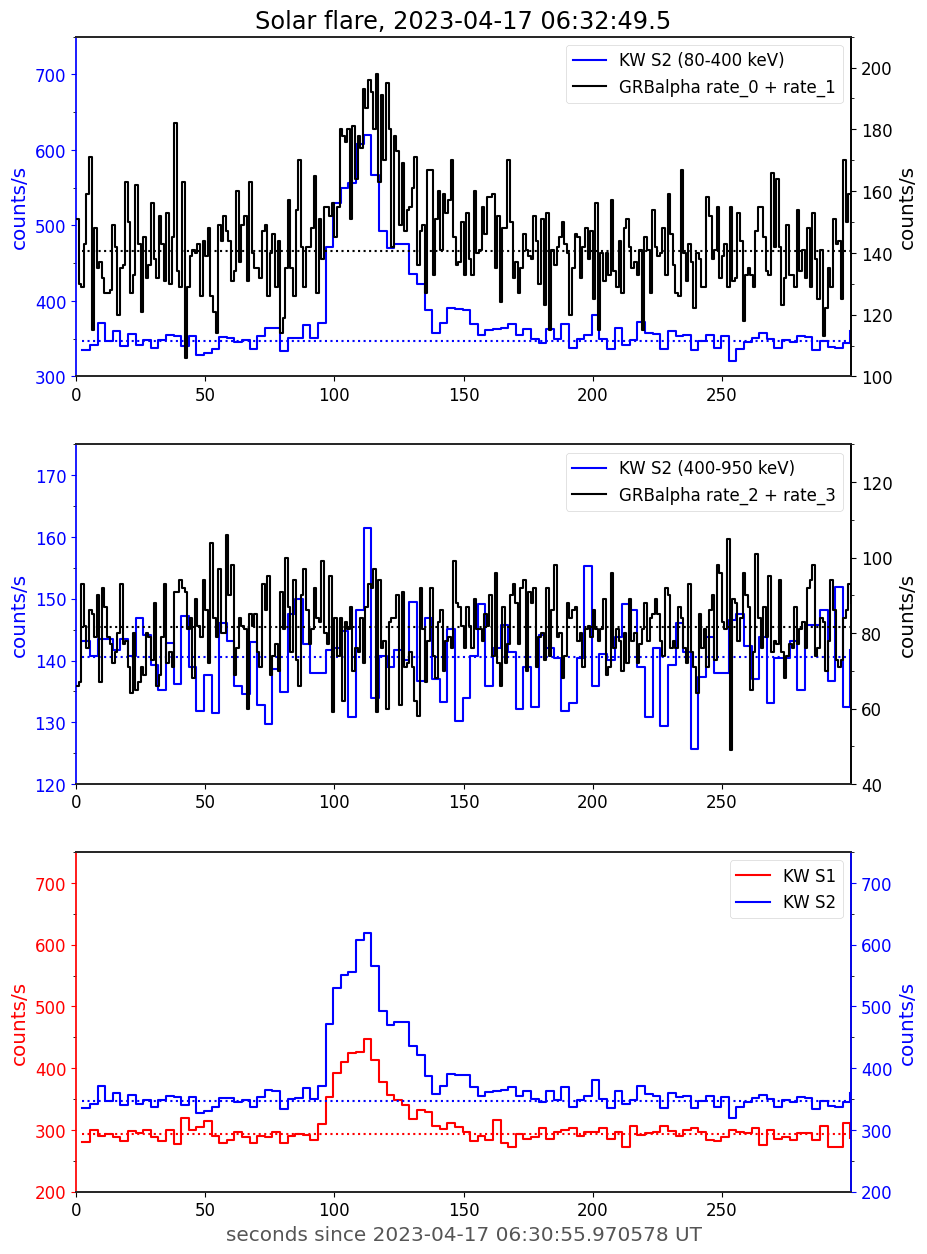 Solar flare, 2023-04-17 06:32:49.5
KW S2 (80-400 keV)
GRBalpha rate_0 + rate_1
700
600
500
400
300
counts/s
200
180
160
140
120
100
counts/s
0 50 100 150 200 250
KW S2 (400-950 keV)
GRBalpha rate_2 + rate_3
170
160
150
140
130
120
counts/s
120
100
80
60
40
counts/s
0 50 100 150 200 250
KW S1
KW S2
700
600
500
400
300
200
counts/s
700
600
500
400
300
200
counts/s
0 50 100 150 200 250
seconds since 2023-04-17 06:30:55.970578 UT